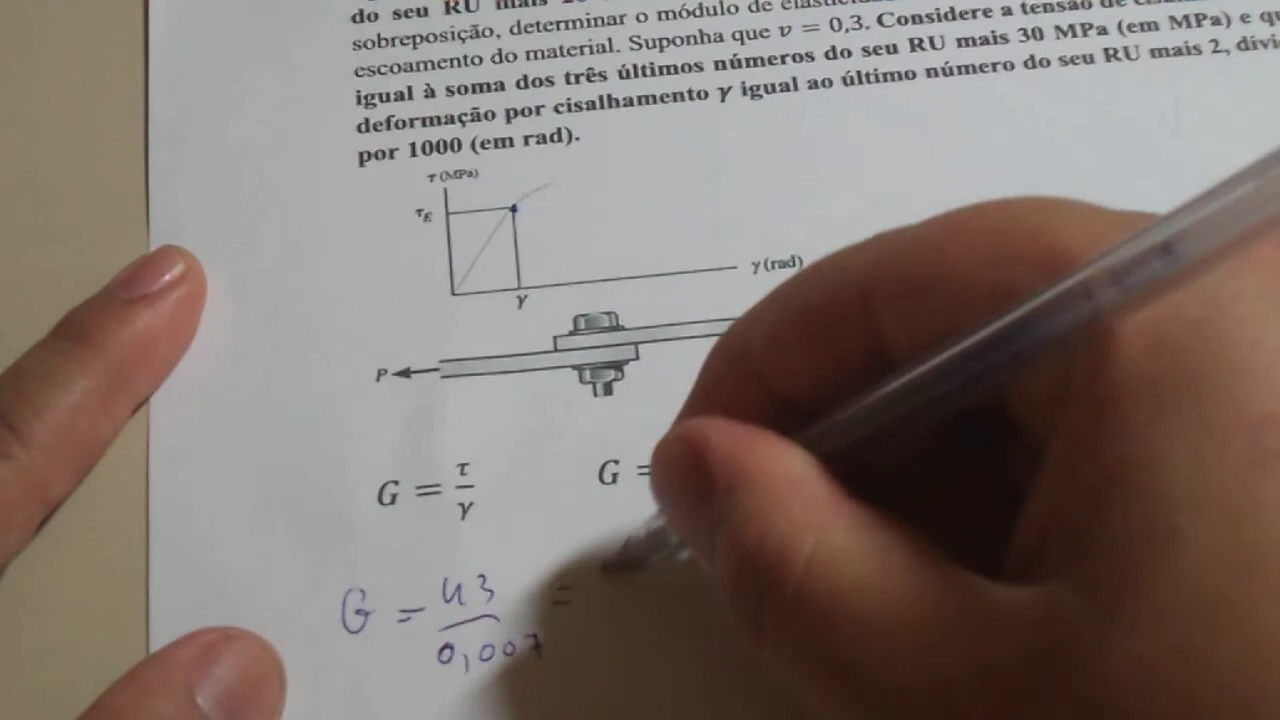 do seu RU mais
sobreposição, determinar o módulo de
escoamento do material. Suponha que ν = 0,3. Considere a tensão de
igual à soma dos três últimos números do seu RU mais 30 MPa (em MPa) e
deformação por cisalhamento γ igual ao último número do seu RU mais 2,
por 1000 (em rad).
τ (MPa)
τE
γ (rad)
γ
P
G = τ/γ
G =
G = 43/0,007 =